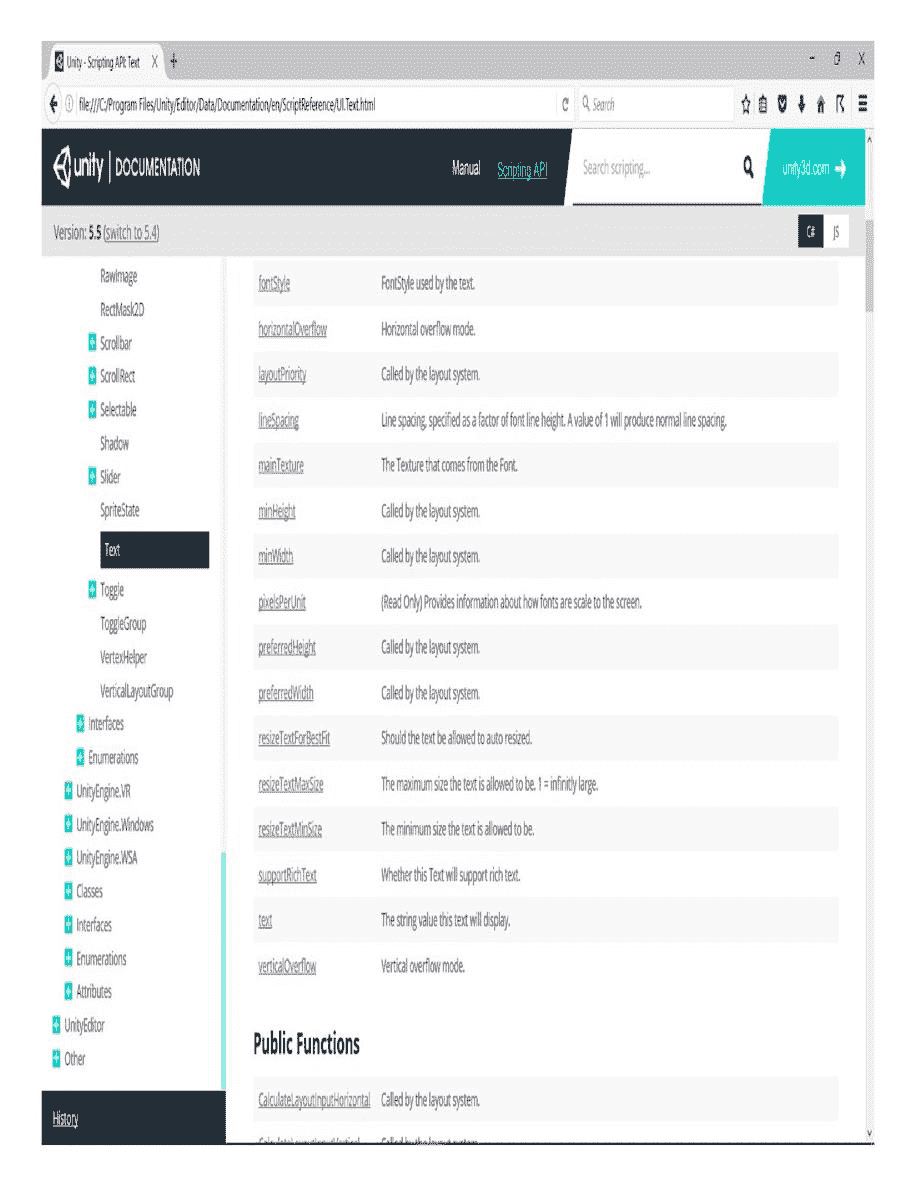 Unity - Scripting API: Text X +
file:///C:/Program Files/Unity/Editor/Data/Documentation/en/ScriptReference/UI.Text.html
Search
unity | DOCUMENTATION
Manual
Scripting API
Search scripting...
unity3d.com
Version: 5.5 (switch to 5.4)
C# JS
RawImage
RectMask2D
Scrollbar
ScrollRect
Selectable
Shadow
Slider
SpriteState
Text
Toggle
ToggleGroup
VertexHelper
VerticalLayoutGroup
Interfaces
Enumerations
UnityEngine.VR
UnityEngine.Windows
UnityEngine.WSA
Classes
Interfaces
Enumerations
Attributes
UnityEditor
Other
History
fontStyle FontStyle used by the text.
horizontalOverflow Horizontal overflow mode.
layoutPriority Called by the layout system.
lineSpacing Line spacing, specified as a factor of font line height. A value of 1 will produce normal line spacing.
mainTexture The Texture that comes from the Font.
minHeight Called by the layout system.
minWidth Called by the layout system.
pixelsPerUnit (Read Only) Provides information about how fonts are scale to the screen.
preferredHeight Called by the layout system.
preferredWidth Called by the layout system.
resizeTextForBestFit Should the text be allowed to auto resized.
resizeTextMaxSize The maximum size the text is allowed to be. 1 = infinitly large.
resizeTextMinSize The minimum size the text is allowed to be.
supportRichText Whether this Text will support rich text.
text The string value this text will display.
verticalOverflow Vertical overflow mode.
Public Functions
CalculateLayoutInputHorizontal Called by the layout system.
CalculateLayoutInputVertical Called by the layout system.